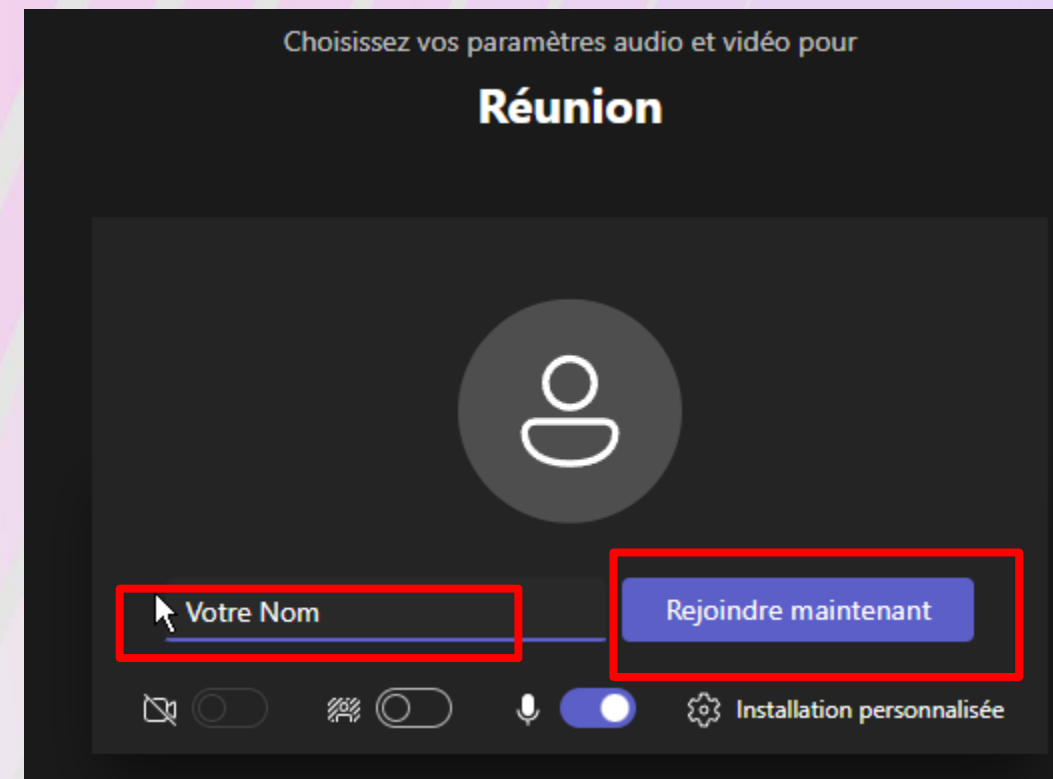 Choisissez vos paramètres audio et vidéo pour
Réunion
Votre Nom
Rejoindre maintenant
Installation personnalisée